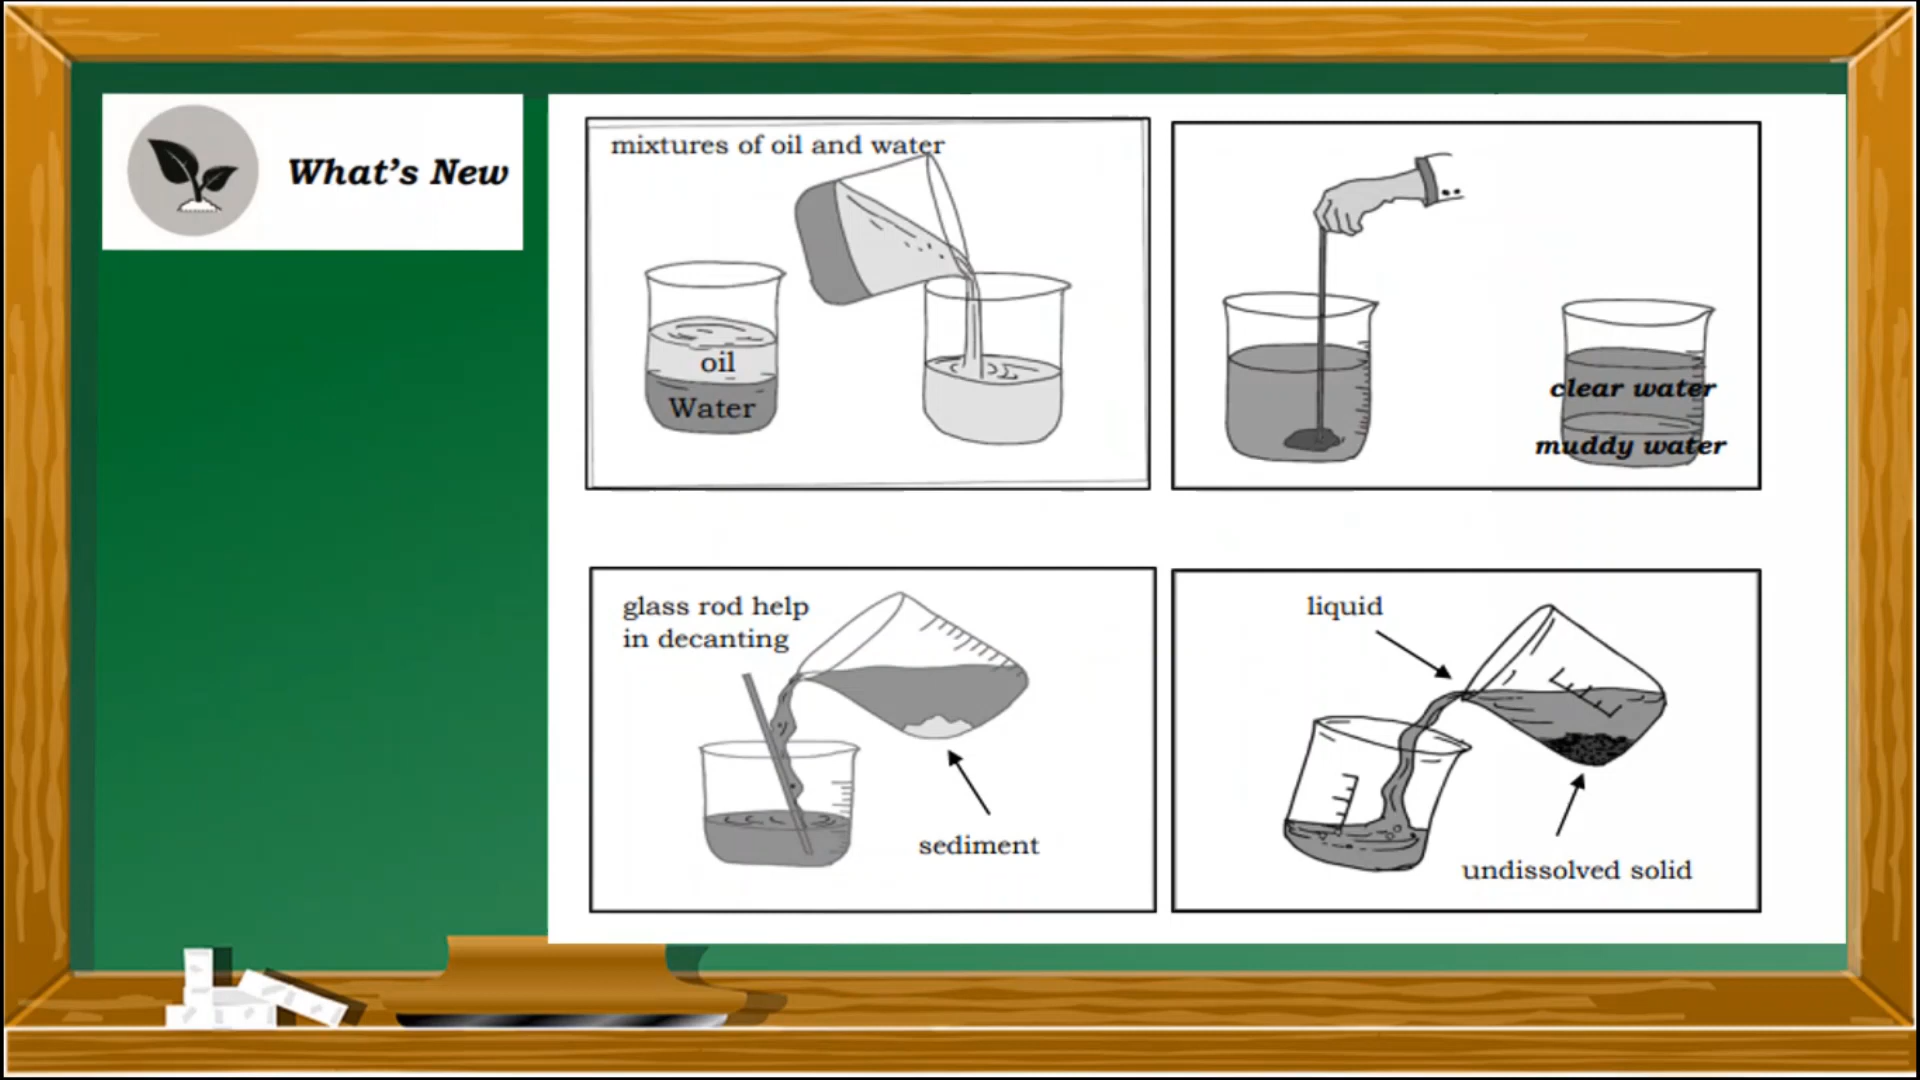 What's New
mixtures of oil and water
oil
Water
clear water
muddy water
glass rod help
in decanting
sediment
liquid
undissolved solid